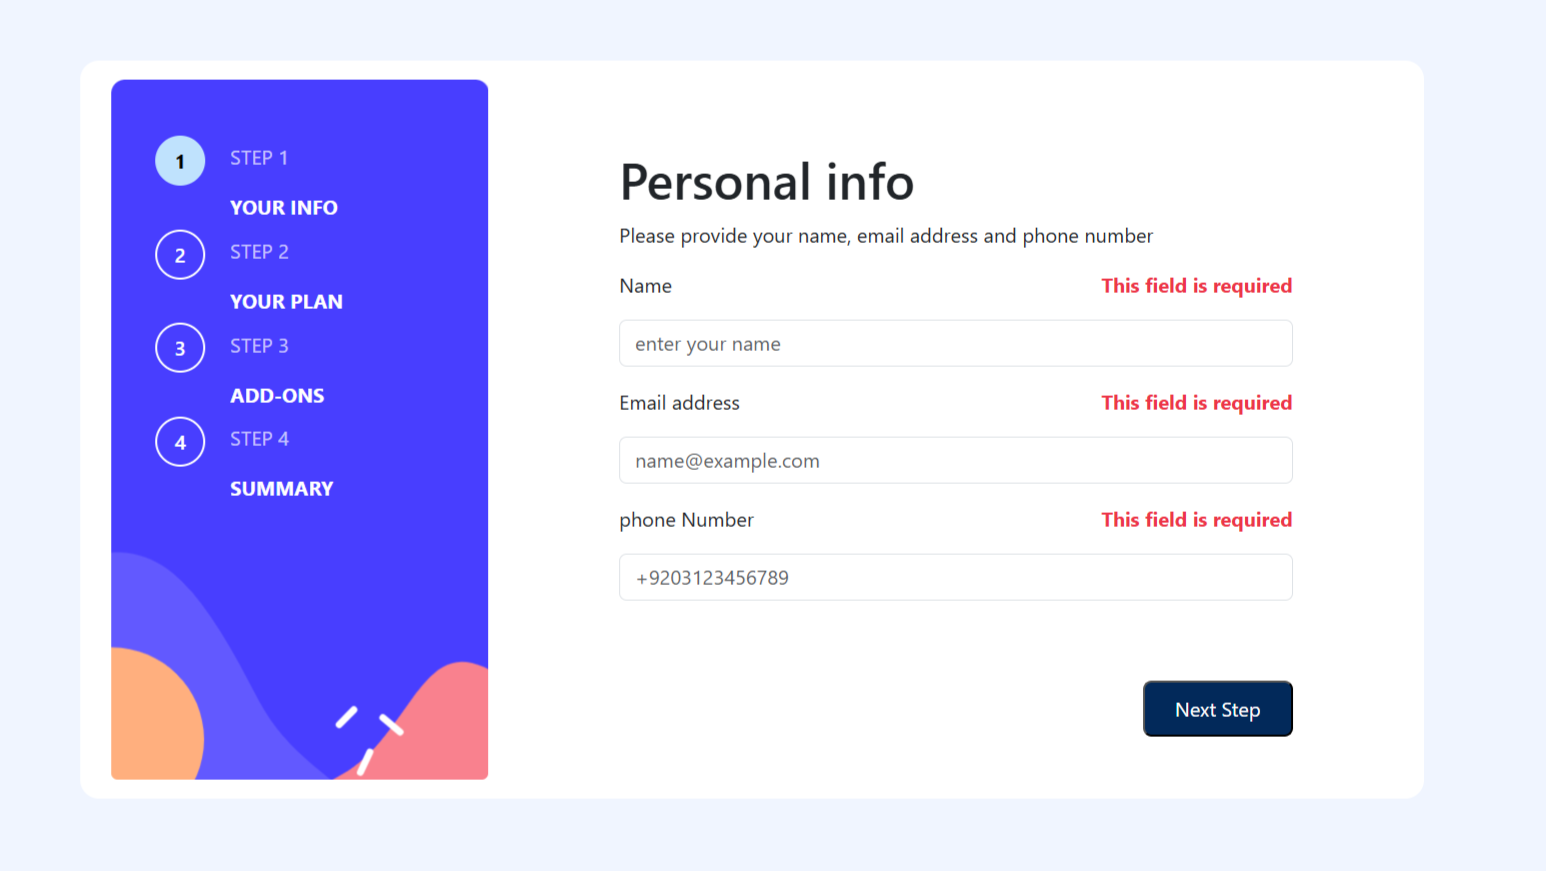 1 STEP 1
YOUR INFO
2 STEP 2
YOUR PLAN
3 STEP 3
ADD-ONS
4 STEP 4
SUMMARY
Personal info
Please provide your name, email address and phone number
Name This field is required
enter your name
Email address This field is required
name@example.com
phone Number This field is required
+9203123456789
Next Step